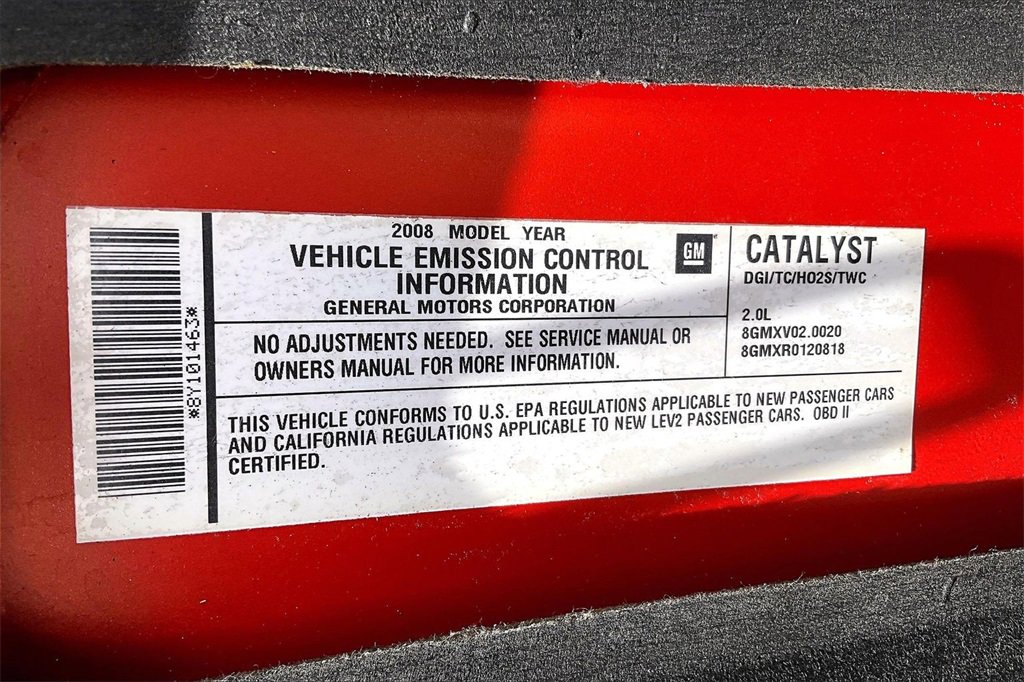 *8Y101463*
2008 MODEL YEAR
VEHICLE EMISSION CONTROL
INFORMATION
GENERAL MOTORS CORPORATION
GM
NO ADJUSTMENTS NEEDED. SEE SERVICE MANUAL OR
OWNERS MANUAL FOR MORE INFORMATION.
CATALYST
DGI/TC/HO2S/TWC
2.0L
8GMXV02.0020
8GMXR0120818
THIS VEHICLE CONFORMS TO U.S. EPA REGULATIONS APPLICABLE TO NEW PASSENGER CARS
AND CALIFORNIA REGULATIONS APPLICABLE TO NEW LEV2 PASSENGER CARS. OBD II
CERTIFIED.